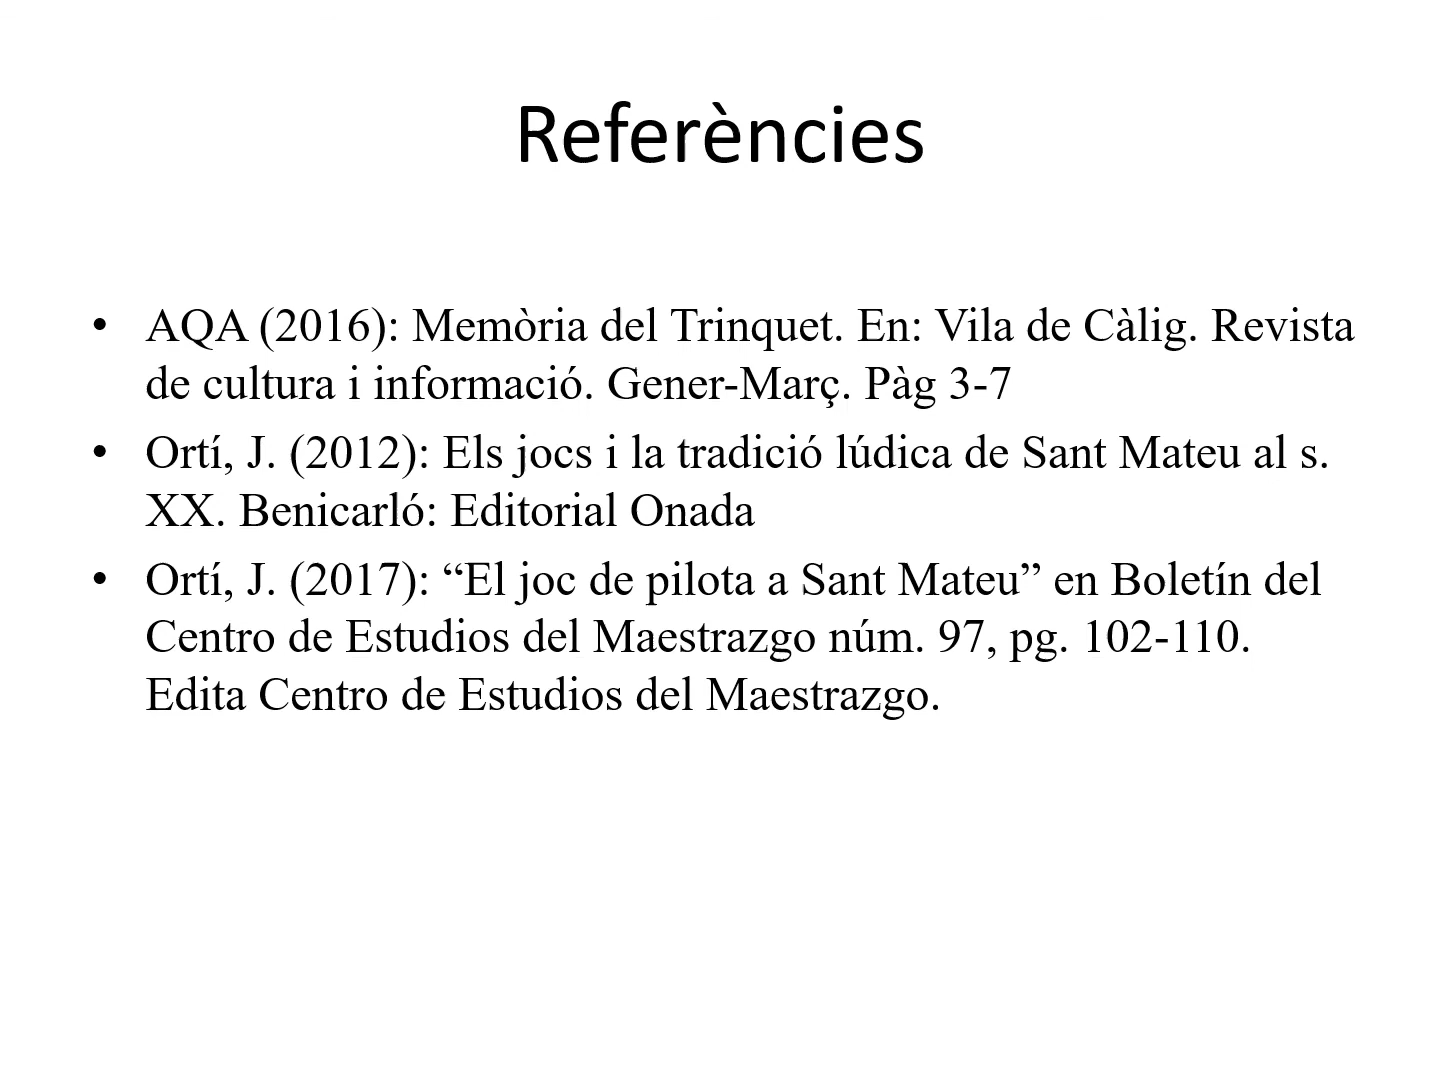 Referències
• AQA (2016): Memòria del Trinquet. En: Vila de Càlig. Revista
de cultura i informació. Gener-Març. Pàg 3-7
• Ortí, J. (2012): Els jocs i la tradició lúdica de Sant Mateu al s.
XX. Benicarló: Editorial Onada
• Ortí, J. (2017): “El joc de pilota a Sant Mateu” en Boletín del
Centro de Estudios del Maestrazgo núm. 97, pg. 102-110.
Edita Centro de Estudios del Maestrazgo.